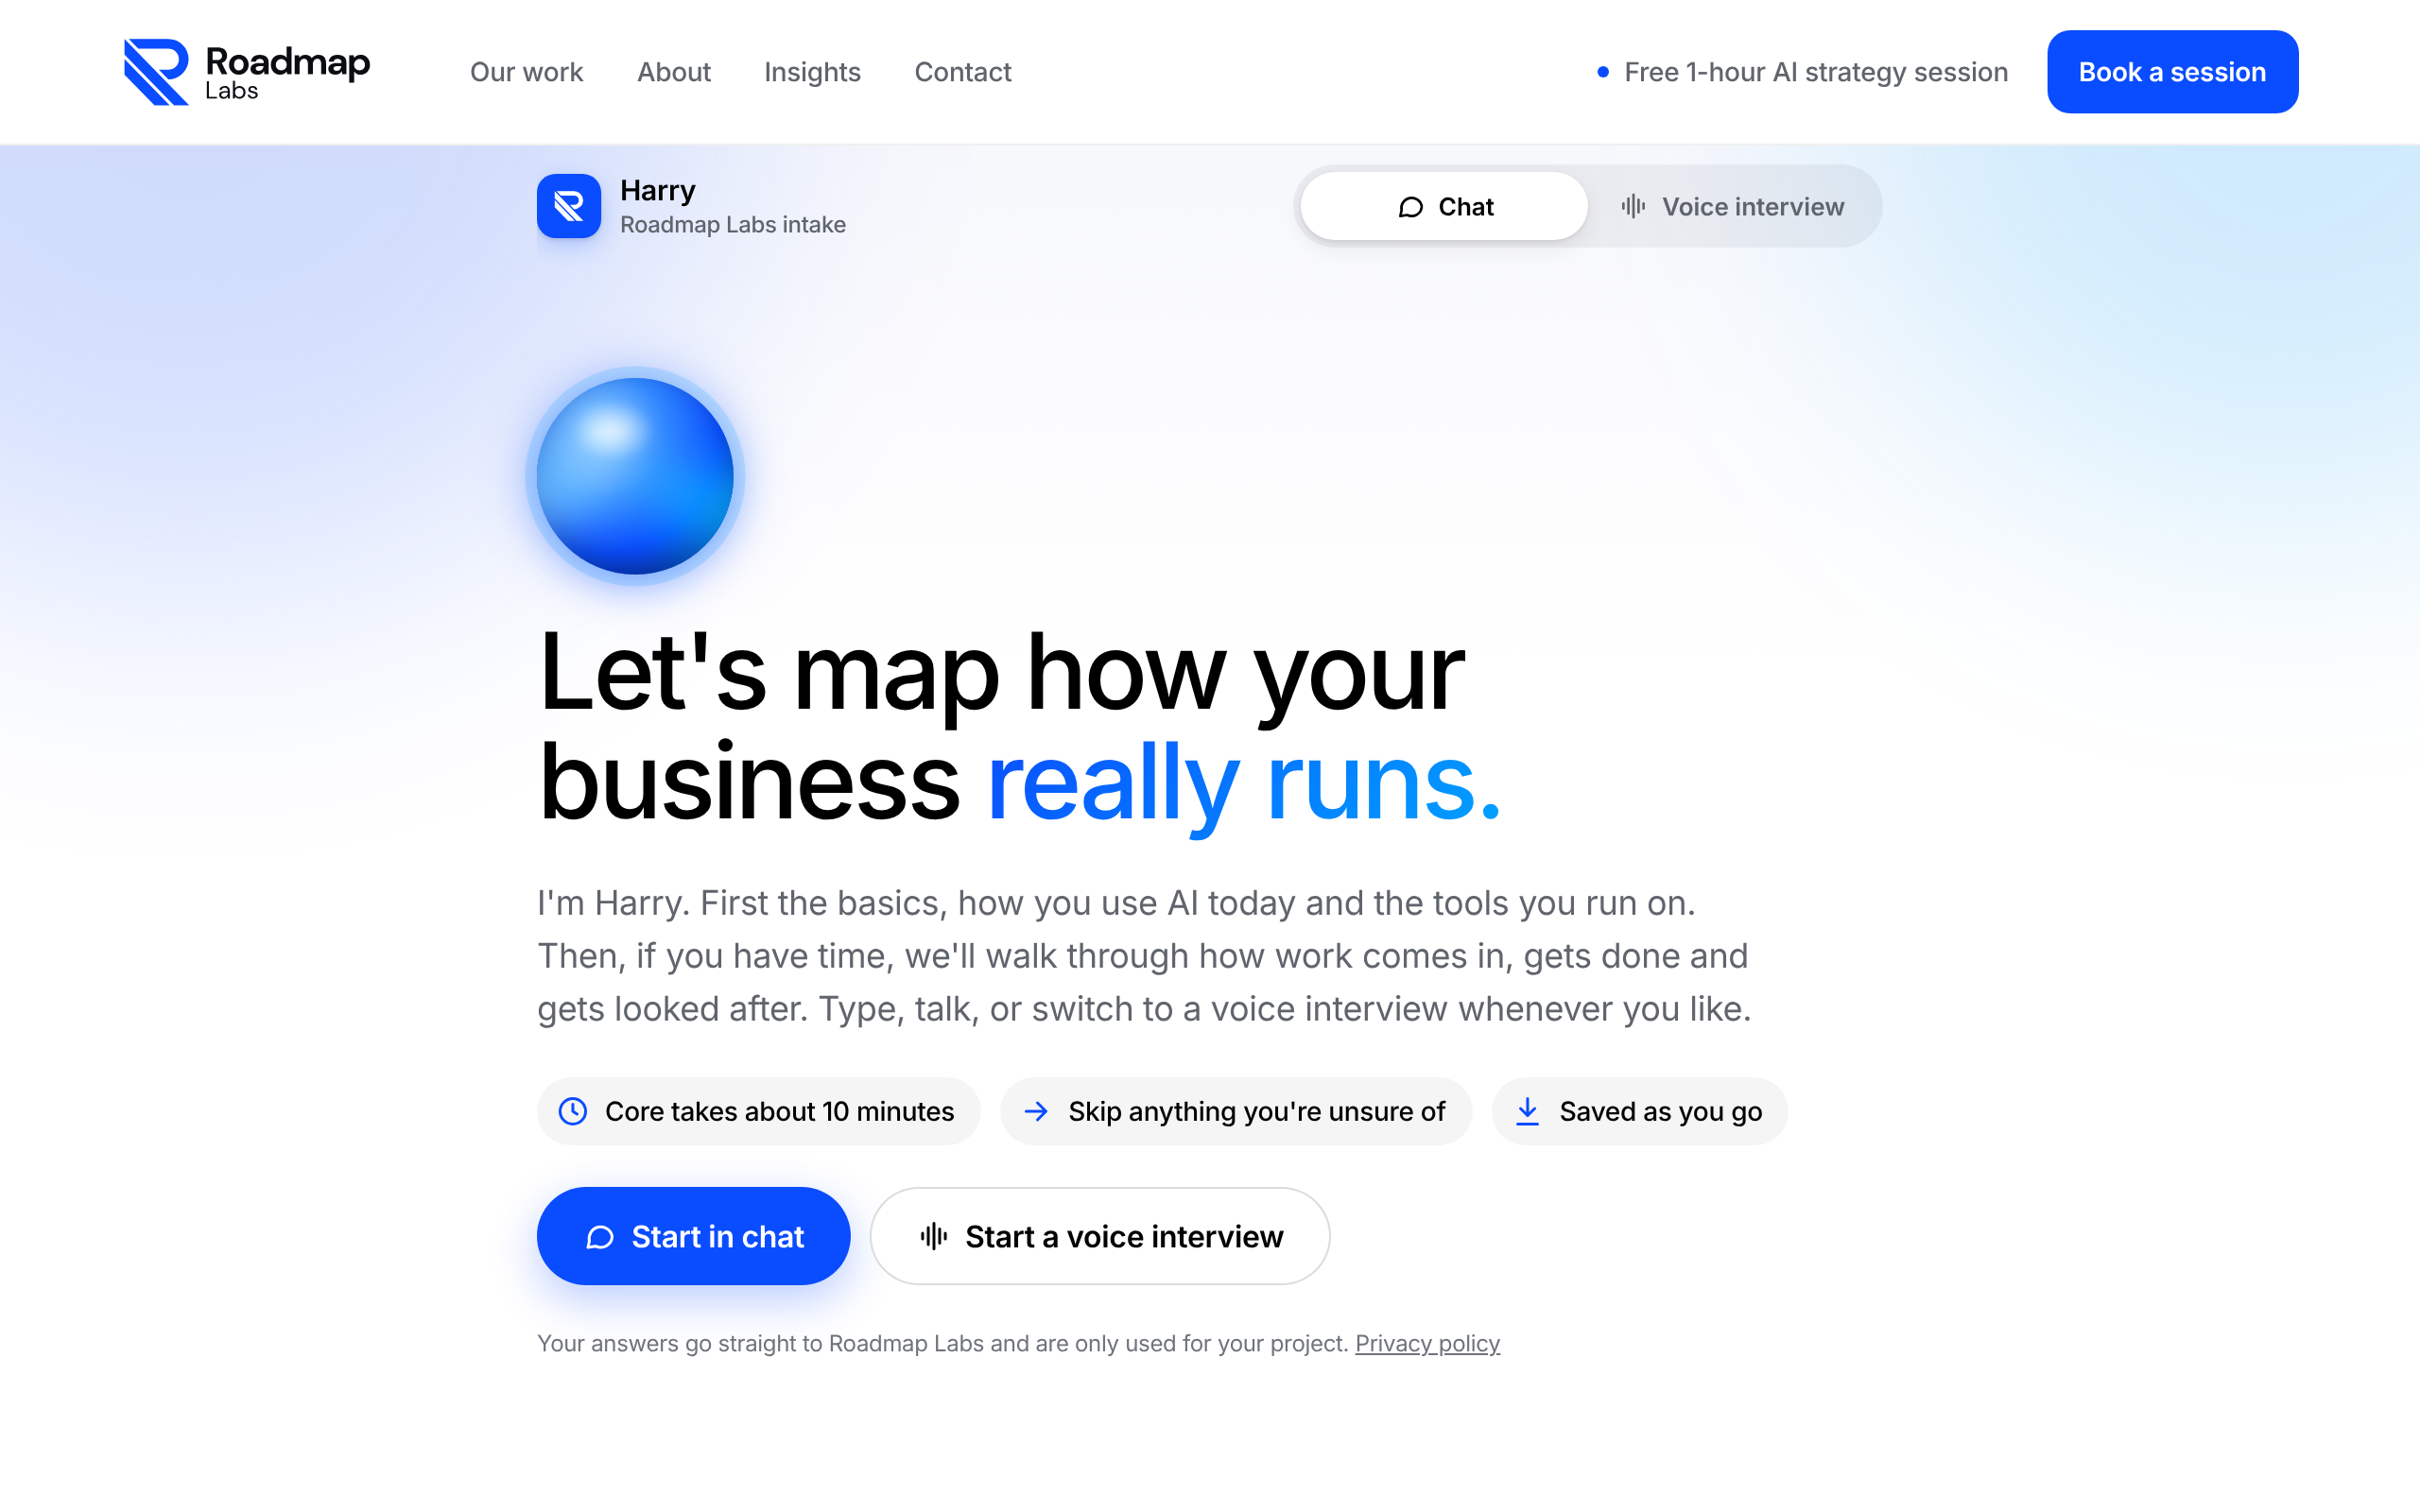 Roadmap
Labs
Our work
About
Insights
Contact
Free 1-hour AI strategy session
Book a session
Harry
Roadmap Labs intake
Chat
Voice interview
Let's map how your
business really runs.
I'm Harry. First the basics, how you use AI today and the tools you run on.
Then, if you have time, we'll walk through how work comes in, gets done and
gets looked after. Type, talk, or switch to a voice interview whenever you like.
Core takes about 10 minutes
Skip anything you're unsure of
Saved as you go
Start in chat
Start a voice interview
Your answers go straight to Roadmap Labs and are only used for your project. Privacy policy